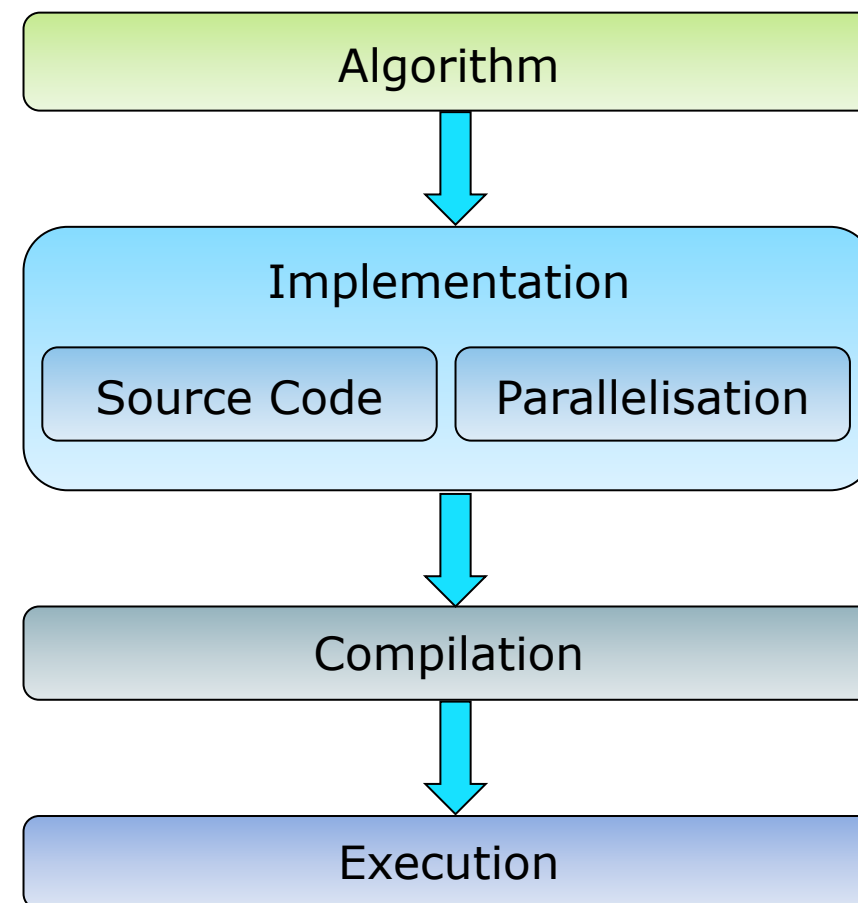 Algorithm
Implementation
Source Code
Parallelisation
Compilation
Execution